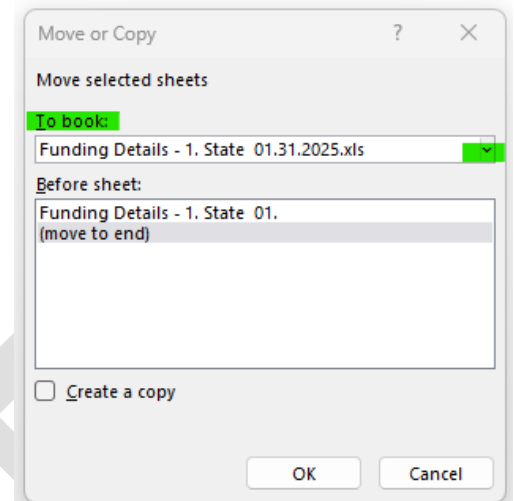 Move or Copy ?
Move selected sheets
To book:
Funding Details - 1. State 01.31.2025.xls
Before sheet:
Funding Details - 1. State 01.
(move to end)
Create a copy
OK Cancel